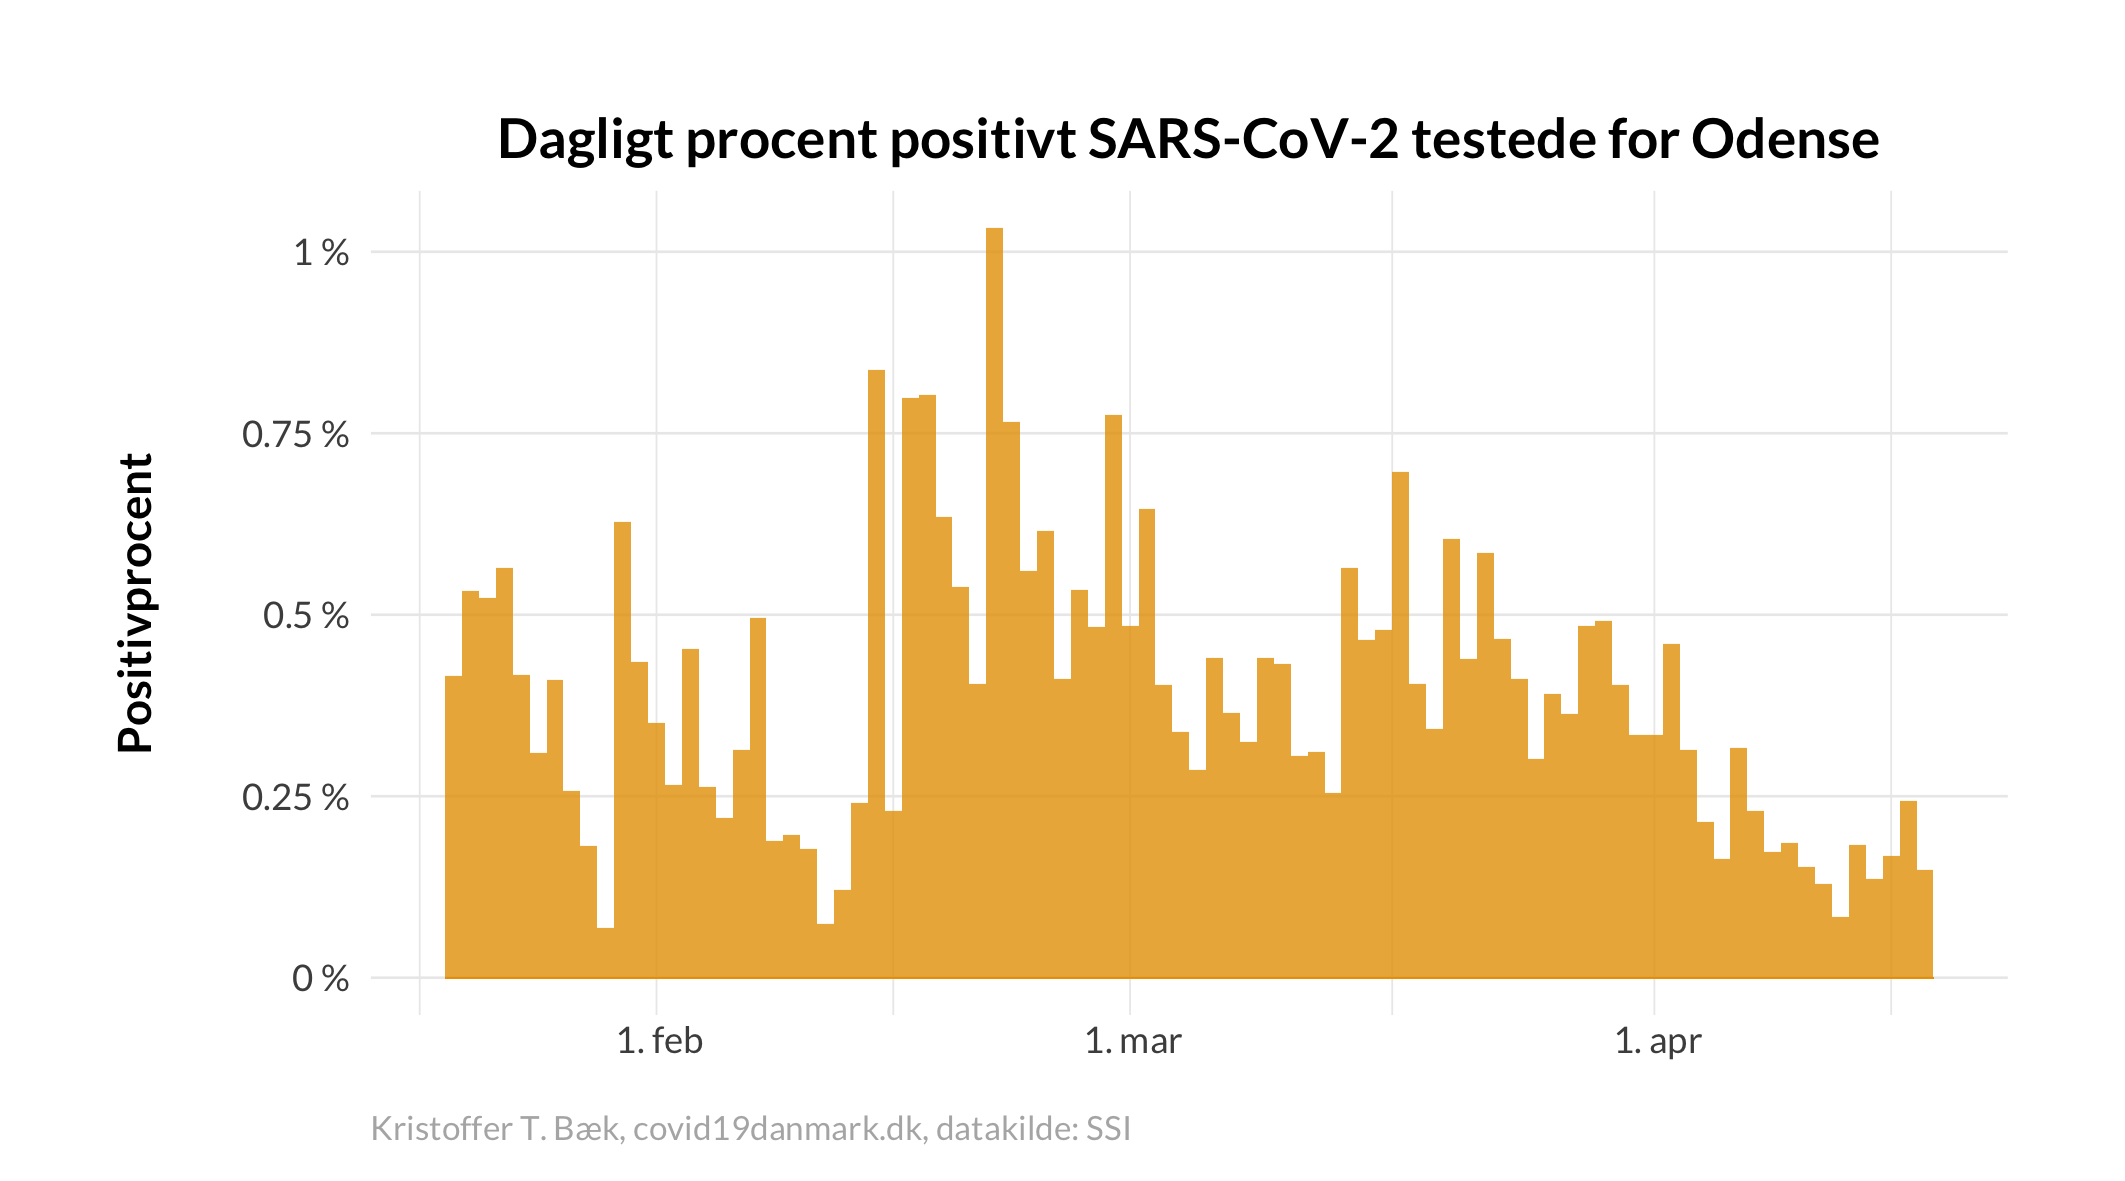 Dagligt procent positivt SARS-CoV-2 testede for Odense
Positivprocent
1 %
0.75 %
0.5 %
0.25 %
0 %
1. feb
1. mar
1. apr
Kristoffer T. Bæk, covid19danmark.dk, datakilde: SSI